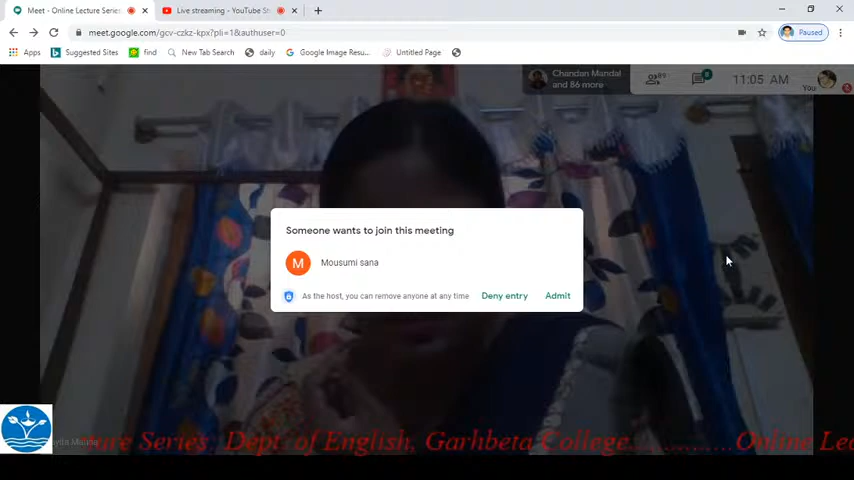 Meet - Online Lecture Series
Live streaming - YouTube St
meet.google.com/gcv-czkz-kpx?pli=1&authuser=0
Paused
Apps
Suggested Sites
find
New Tab Search
daily
Google Image Resu...
Untitled Page
Chandan Mandal
and 86 more
89
8
11:05 AM
You
Someone wants to join this meeting
M
Mousumi sana
As the host, you can remove anyone at any time
Deny entry
Admit
ure Series, Dept. of English, Garhbeta College............Online Lec